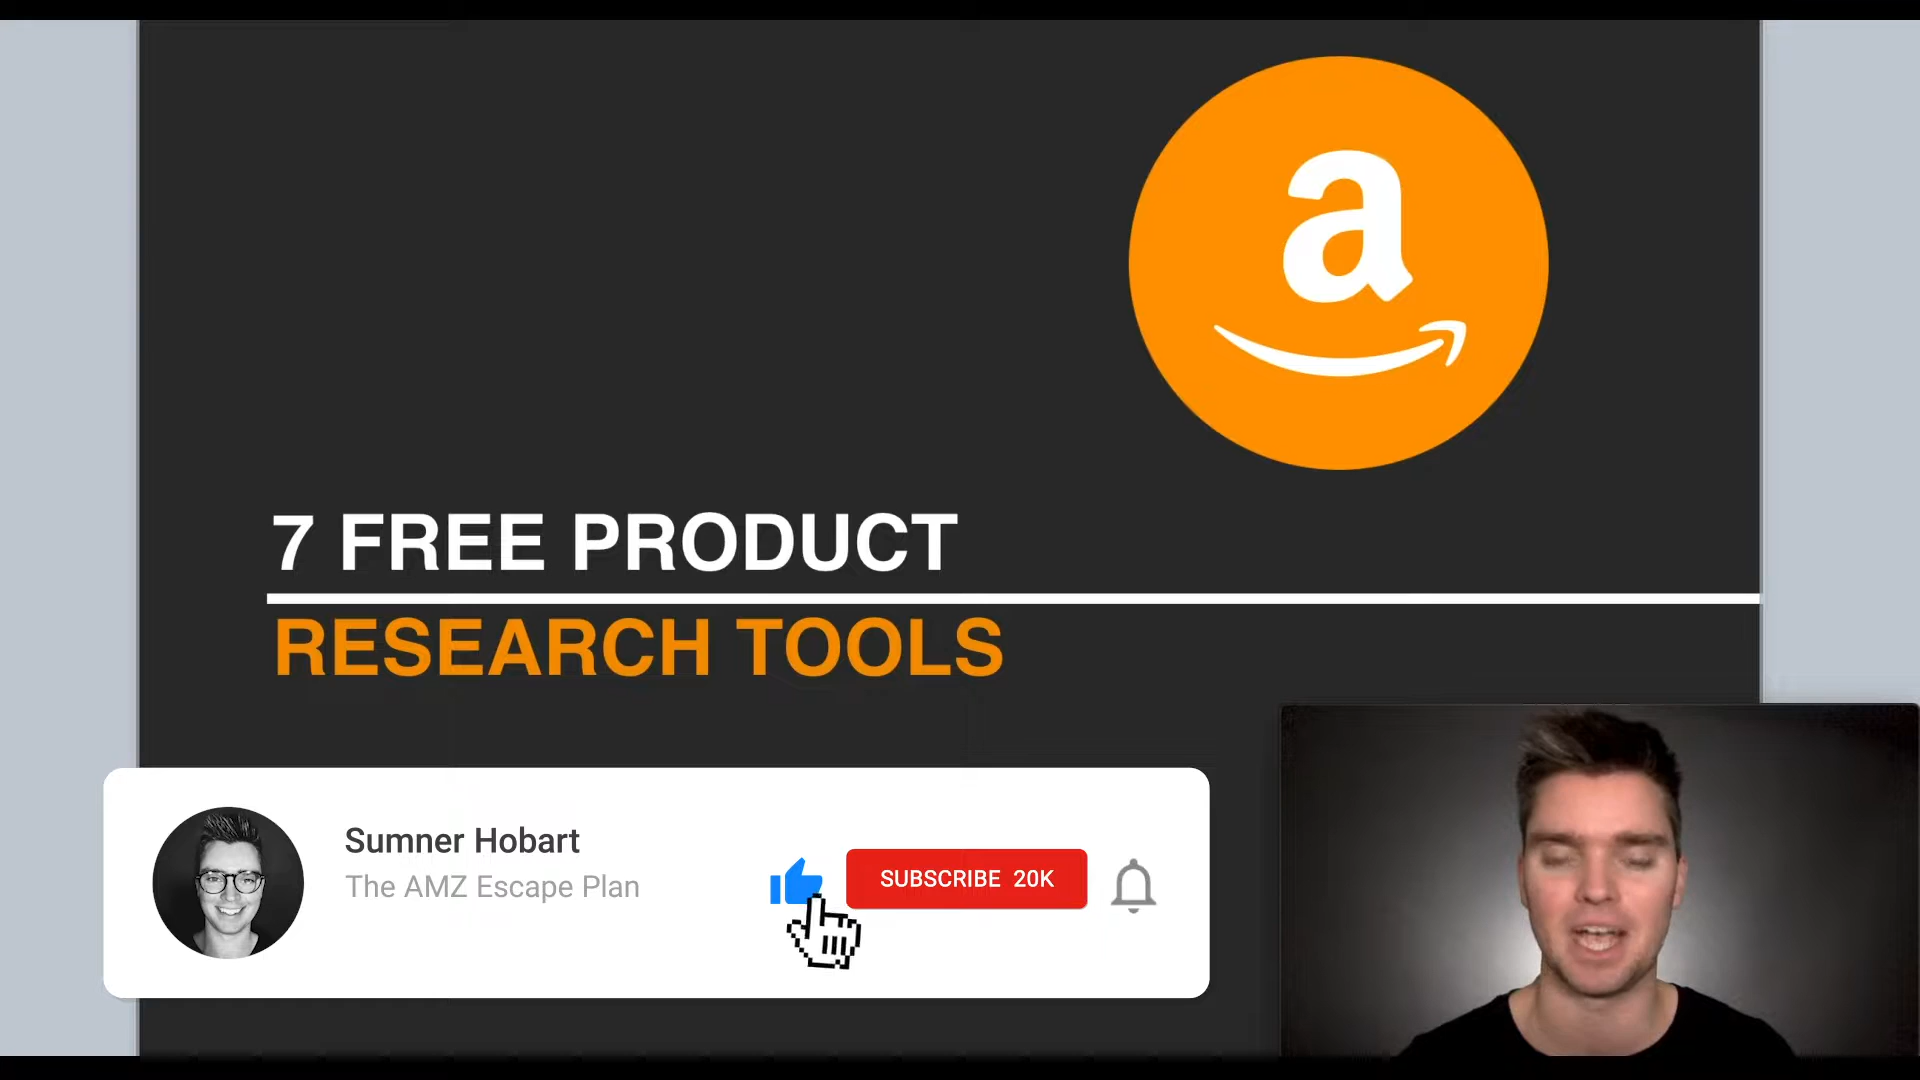 a
7 FREE PRODUCT
RESEARCH TOOLS
Sumner Hobart
The AMZ Escape Plan
SUBSCRIBE 20K